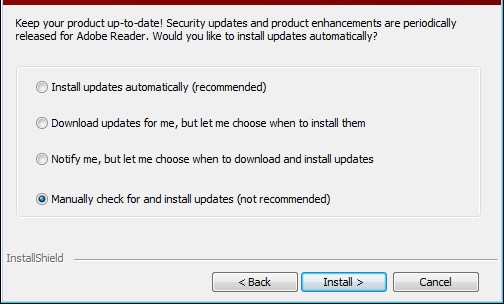 Keep your product up-to-date! Security updates and product enhancements are periodically
released for Adobe Reader. Would you like to install updates automatically?
Install updates automatically (recommended)
Download updates for me, but let me choose when to install them
Notify me, but let me choose when to download and install updates
Manually check for and install updates (not recommended)
InstallShield
< Back
Install >
Cancel